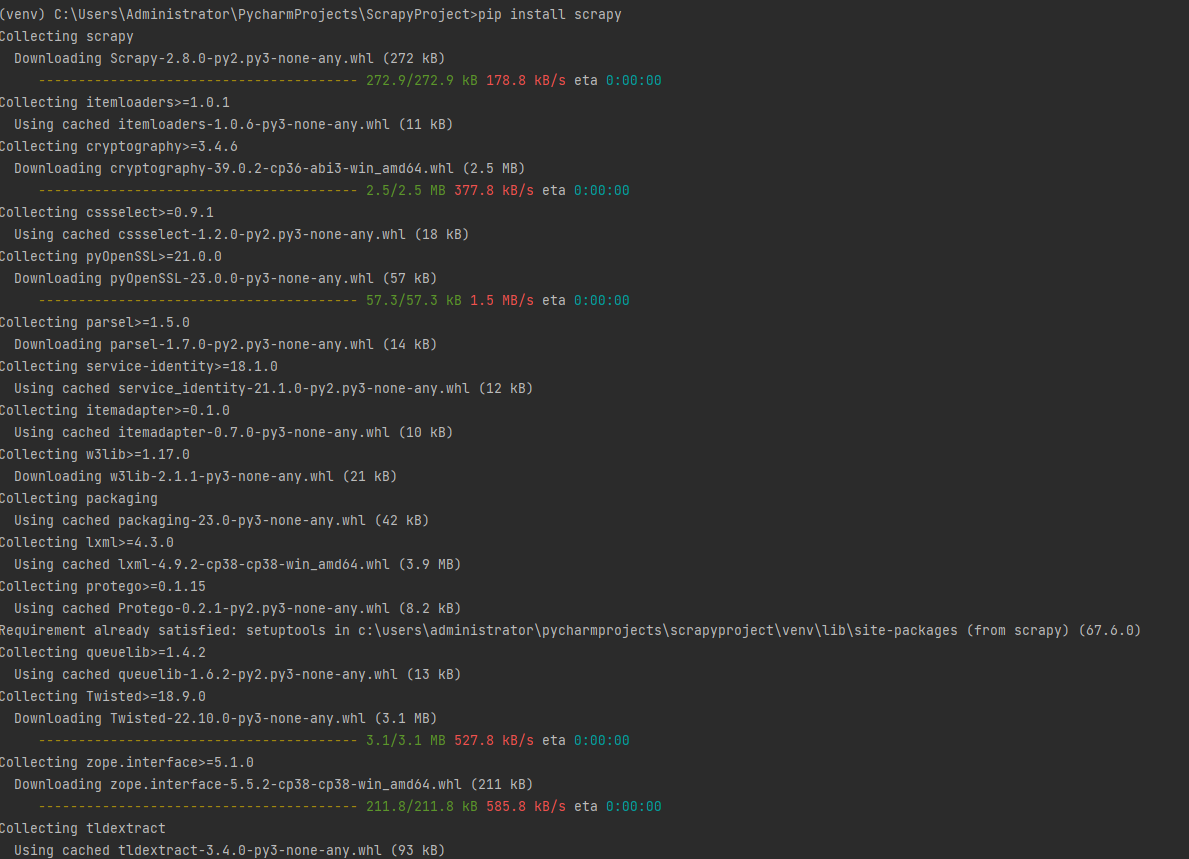 (venv) C:\Users\Administrator\PycharmProjects\ScrapyProject>pip install scrapy
Collecting scrapy
  Downloading Scrapy-2.8.0-py2.py3-none-any.whl (272 kB)
     ---------------------------------------- 272.9/272.9 kB 178.8 kB/s eta 0:00:00
Collecting itemloaders>=1.0.1
  Using cached itemloaders-1.0.6-py3-none-any.whl (11 kB)
Collecting cryptography>=3.4.6
  Downloading cryptography-39.0.2-cp36-abi3-win_amd64.whl (2.5 MB)
     ---------------------------------------- 2.5/2.5 MB 377.8 kB/s eta 0:00:00
Collecting cssselect>=0.9.1
  Using cached cssselect-1.2.0-py2.py3-none-any.whl (18 kB)
Collecting pyOpenSSL>=21.0.0
  Downloading pyOpenSSL-23.0.0-py3-none-any.whl (57 kB)
     ---------------------------------------- 57.3/57.3 kB 1.5 MB/s eta 0:00:00
Collecting parsel>=1.5.0
  Downloading parsel-1.7.0-py2.py3-none-any.whl (14 kB)
Collecting service-identity>=18.1.0
  Using cached service_identity-21.1.0-py2.py3-none-any.whl (12 kB)
Collecting itemadapter>=0.1.0
  Using cached itemadapter-0.7.0-py3-none-any.whl (10 kB)
Collecting w3lib>=1.17.0
  Downloading w3lib-2.1.1-py3-none-any.whl (21 kB)
Collecting packaging
  Using cached packaging-23.0-py3-none-any.whl (42 kB)
Collecting lxml>=4.3.0
  Using cached lxml-4.9.2-cp38-cp38-win_amd64.whl (3.9 MB)
Collecting protego>=0.1.15
  Using cached Protego-0.2.1-py2.py3-none-any.whl (8.2 kB)
Requirement already satisfied: setuptools in c:\users\administrator\pycharmprojects\scrapyproject\venv\lib\site-packages (from scrapy) (67.6.0)
Collecting queuelib>=1.4.2
  Using cached queuelib-1.6.2-py2.py3-none-any.whl (13 kB)
Collecting Twisted>=18.9.0
  Downloading Twisted-22.10.0-py3-none-any.whl (3.1 MB)
     ---------------------------------------- 3.1/3.1 MB 527.8 kB/s eta 0:00:00
Collecting zope.interface>=5.1.0
  Downloading zope.interface-5.5.2-cp38-cp38-win_amd64.whl (211 kB)
     ---------------------------------------- 211.8/211.8 kB 585.8 kB/s eta 0:00:00
Collecting tldextract
  Using cached tldextract-3.4.0-py3-none-any.whl (93 kB)